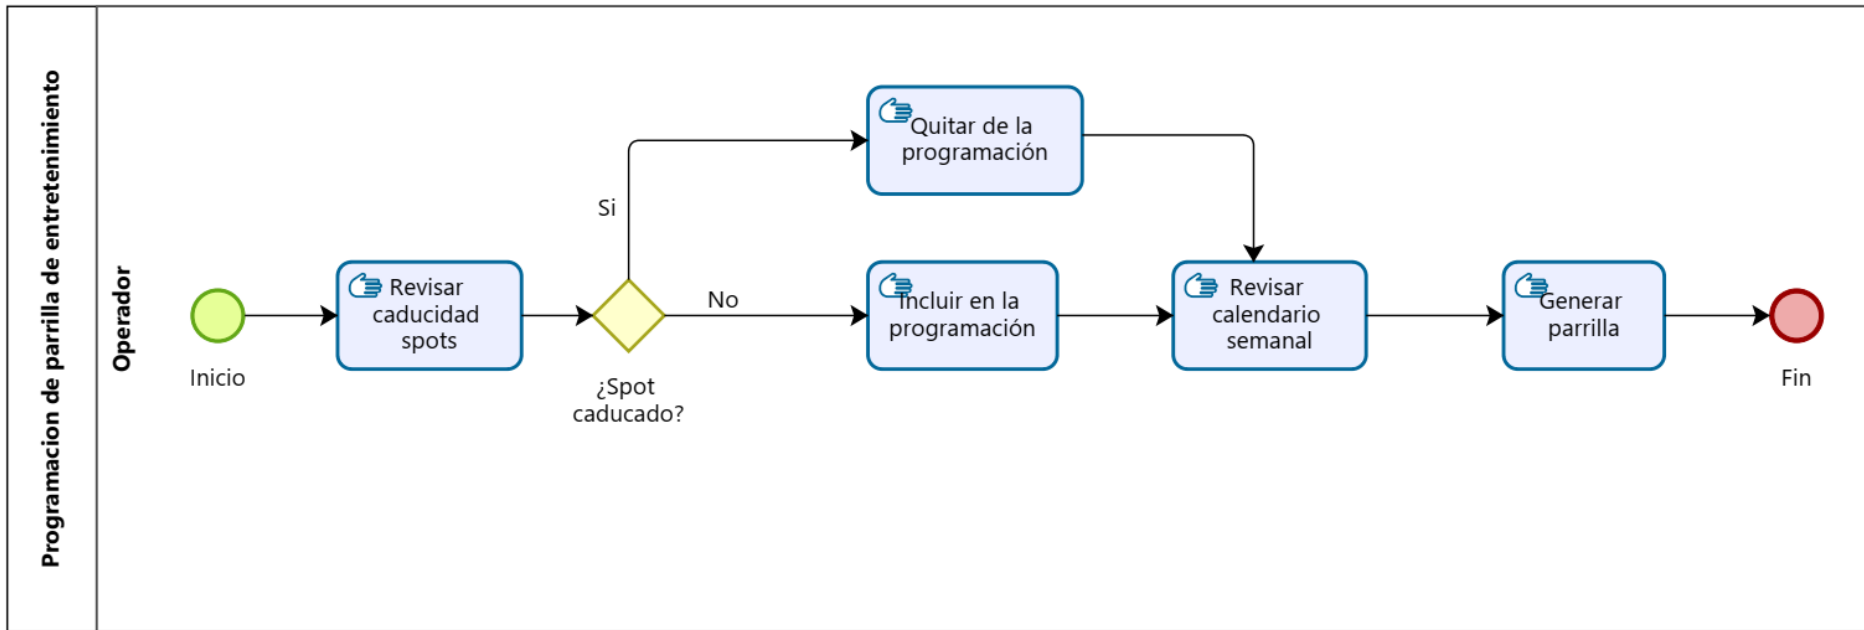 Programacion de parrilla de entretenimiento
Operador
Inicio
Revisar
caducidad
spots
¿Spot
caducado?
Si
No
Quitar de la
programación
Incluir en la
programación
Revisar
calendario
semanal
Generar
parrilla
Fin